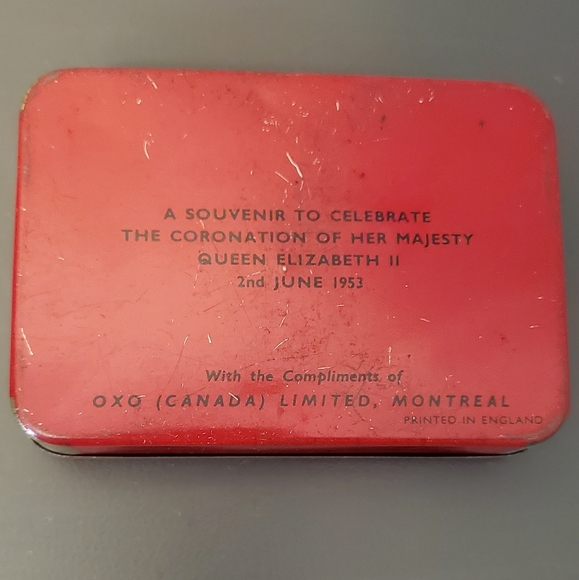 A SOUVENIR TO CELEBRATE
THE CORONATION OF HER MAJESTY
QUEEN ELIZABETH II
2nd JUNE 1953
With the Compliments of
OXO (CANADA) LIMITED, MONTREAL
PRINTED IN ENGLAND